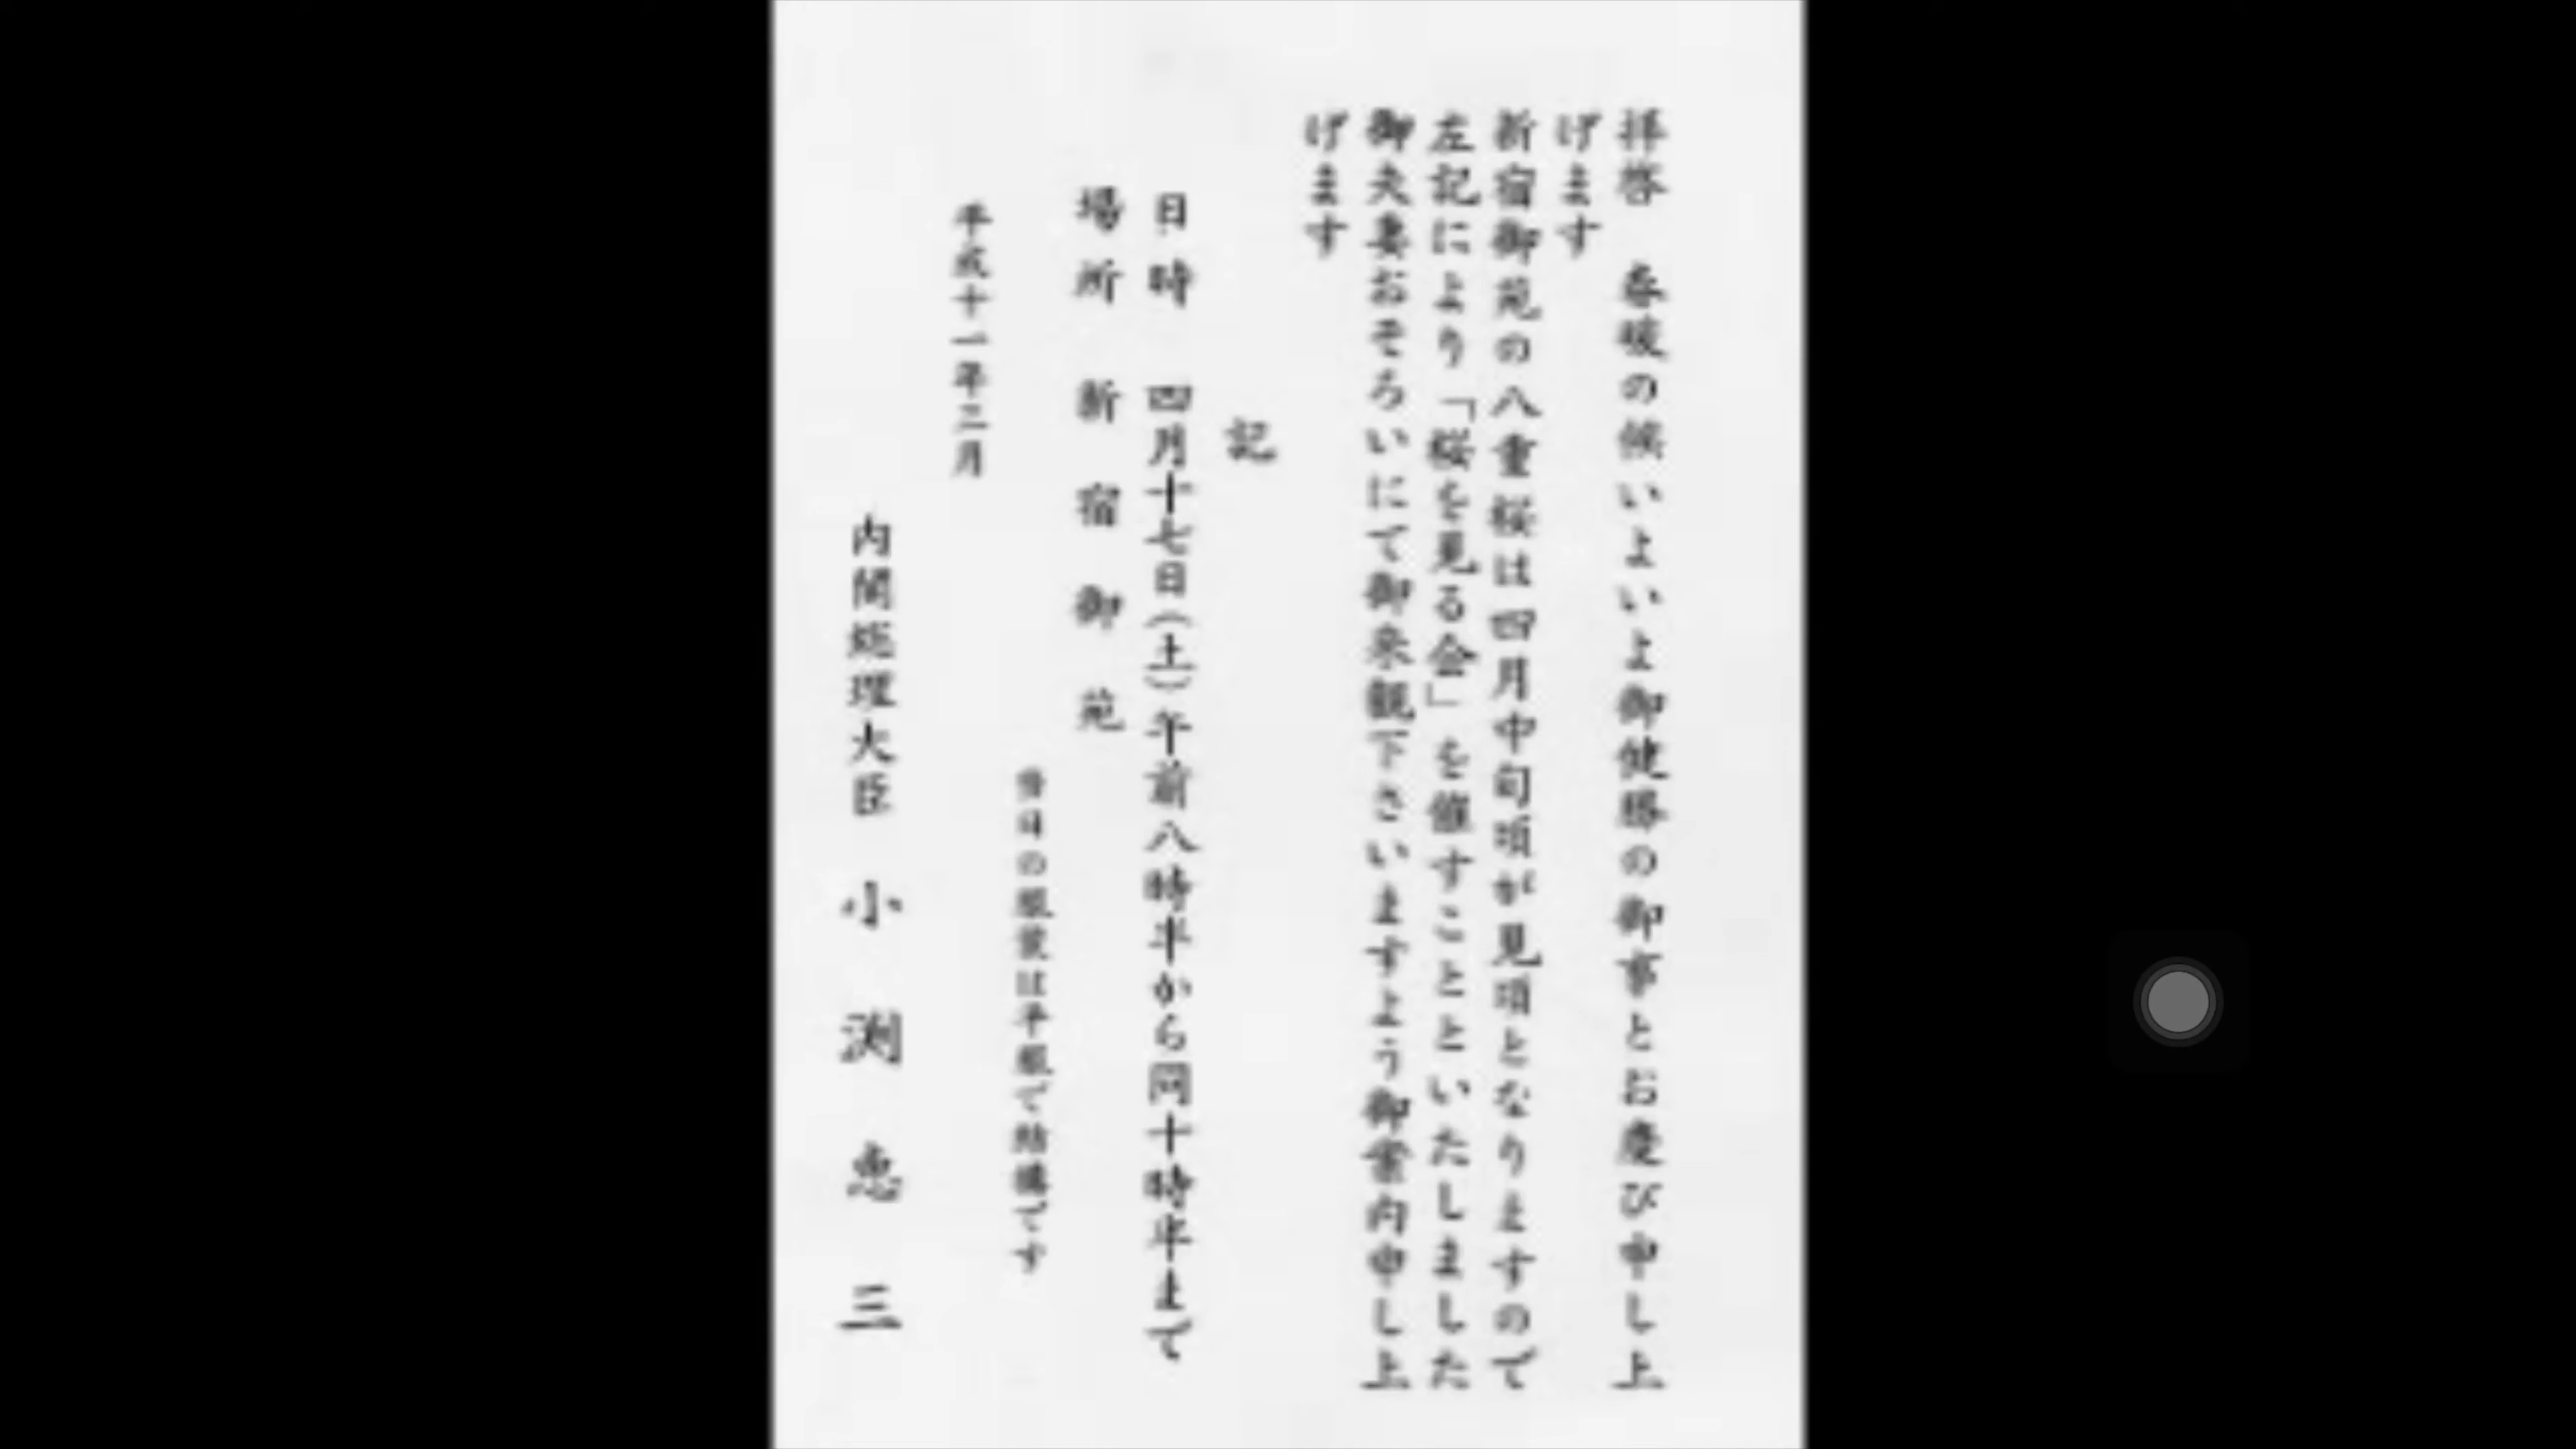 拝啓　春暖の候いよいよ御健勝の御事とお慶び申し上
げます
新宿御苑の八重桜は四月中旬頃が見頃となりますので
左記により「桜を見る会」を催すことといたしました
御夫妻おそろいにて御来観下さいますよう御案内申し上
げます
記
日時　四月十七日(土)午前八時半から同十時半まで
場所　新宿御苑
当日の服装は平服で結構です
平成十一年二月
内閣総理大臣　小渕恵三